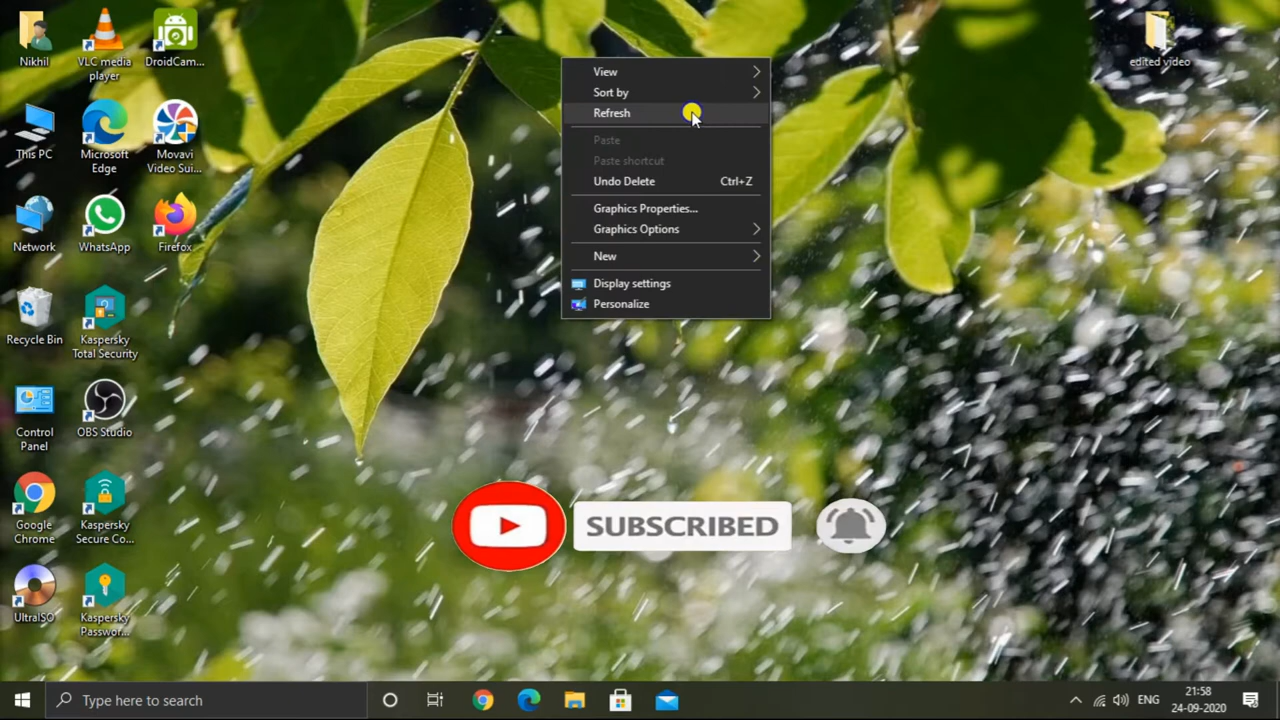 Nikhil
VLC media
player
DroidCam...
edited video
This PC
Microsoft
Edge
Movavi
Video Sui...
Network
WhatsApp
Firefox
Recycle Bin
Kaspersky
Total Security
Control
Panel
OBS Studio
Google
Chrome
Kaspersky
Secure Co...
UltraISO
Kaspersky
Passwor...
View
Sort by
Refresh
Paste
Paste shortcut
Undo Delete Ctrl+Z
Graphics Properties...
Graphics Options
New
Display settings
Personalize
SUBSCRIBED
Type here to search
ENG
21:58
24-09-2020